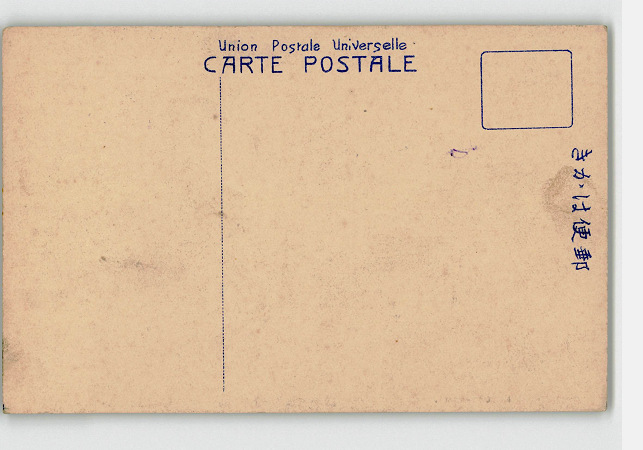 Union Postale Universelle
CARTE POSTALE
きかは便郵